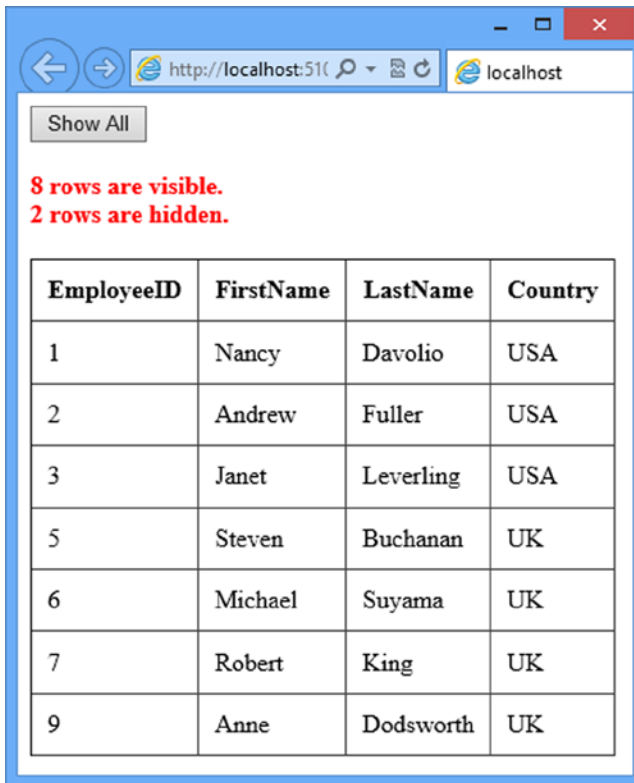 http://localhost:51(
localhost
Show All
8 rows are visible.
2 rows are hidden.
EmployeeID FirstName LastName Country
1 Nancy Davolio USA
2 Andrew Fuller USA
3 Janet Leverling USA
5 Steven Buchanan UK
6 Michael Suyama UK
7 Robert King UK
9 Anne Dodsworth UK